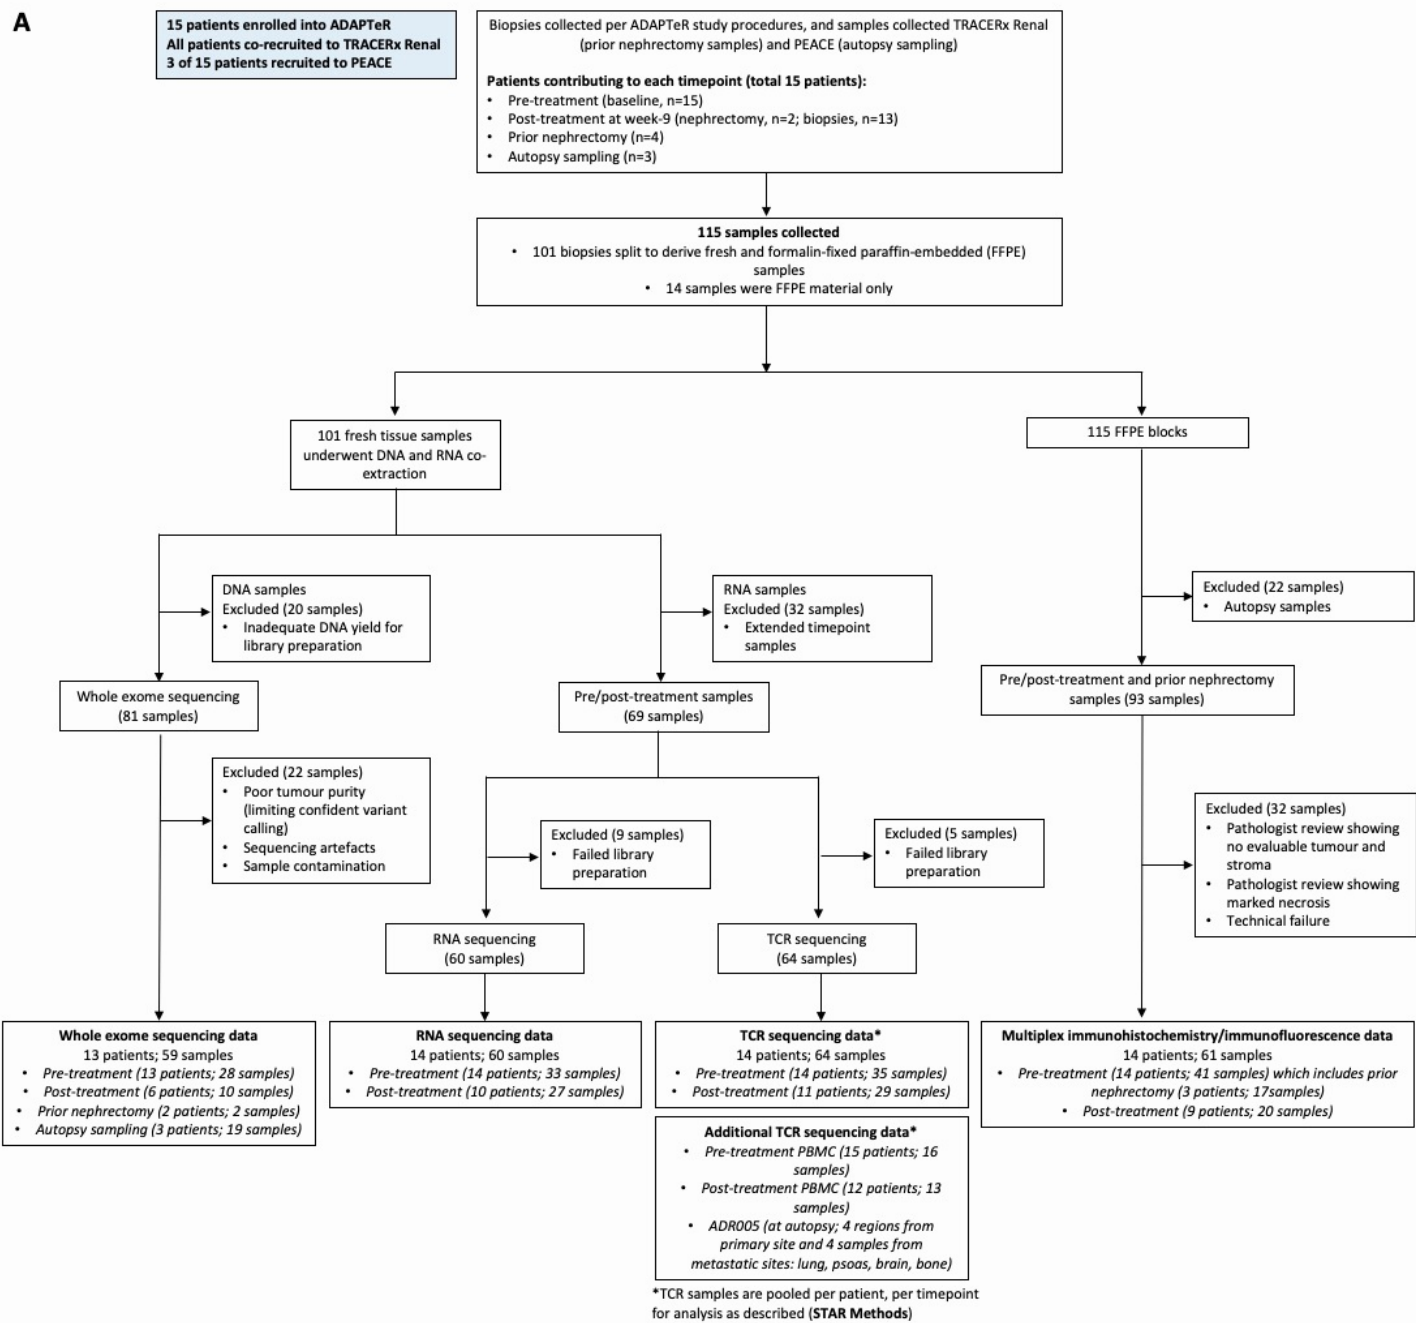 A
15 patients enrolled into ADAPTeR
All patients co-recruited to TRACERx Renal
3 of 15 patients recruited to PEACE
Biopsies collected per ADAPTeR study procedures, and samples collected TRACERx Renal
(prior nephrectomy samples) and PEACE (autopsy sampling)
Patients contributing to each timepoint (total 15 patients):
• Pre-treatment (baseline, n=15)
• Post-treatment at week-9 (nephrectomy, n=2; biopsies, n=13)
• Prior nephrectomy (n=4)
• Autopsy sampling (n=3)
115 samples collected
• 101 biopsies split to derive fresh and formalin-fixed paraffin-embedded (FFPE)
samples
• 14 samples were FFPE material only
101 fresh tissue samples
underwent DNA and RNA co-
extraction
115 FFPE blocks
DNA samples
Excluded (20 samples)
• Inadequate DNA yield for
library preparation
RNA samples
Excluded (32 samples)
• Extended timepoint
samples
Excluded (22 samples)
• Autopsy samples
Whole exome sequencing
(81 samples)
Pre/post-treatment samples
(69 samples)
Pre/post-treatment and prior nephrectomy
samples (93 samples)
Excluded (22 samples)
• Poor tumour purity
(limiting confident variant
calling)
• Sequencing artefacts
• Sample contamination
Excluded (9 samples)
• Failed library
preparation
Excluded (5 samples)
• Failed library
preparation
Excluded (32 samples)
• Pathologist review showing
no evaluable tumour and
stroma
• Pathologist review showing
marked necrosis
• Technical failure
RNA sequencing
(60 samples)
TCR sequencing
(64 samples)
Whole exome sequencing data
13 patients; 59 samples
• Pre-treatment (13 patients; 28 samples)
• Post-treatment (6 patients; 10 samples)
• Prior nephrectomy (2 patients; 2 samples)
• Autopsy sampling (3 patients; 19 samples)
RNA sequencing data
14 patients; 60 samples
• Pre-treatment (14 patients; 33 samples)
• Post-treatment (10 patients; 27 samples)
TCR sequencing data*
14 patients; 64 samples
• Pre-treatment (14 patients; 35 samples)
• Post-treatment (11 patients; 29 samples)
Multiplex immunohistochemistry/immunofluorescence data
14 patients; 61 samples
• Pre-treatment (14 patients; 41 samples) which includes prior
nephrectomy (3 patients; 17samples)
• Post-treatment (9 patients; 20 samples)
Additional TCR sequencing data*
• Pre-treatment PBMC (15 patients; 16
samples)
• Post-treatment PBMC (12 patients; 13
samples)
• ADR005 (at autopsy; 4 regions from
primary site and 4 samples from
metastatic sites: lung, psoas, brain, bone)
*TCR samples are pooled per patient, per timepoint
for analysis as described (STAR Methods)